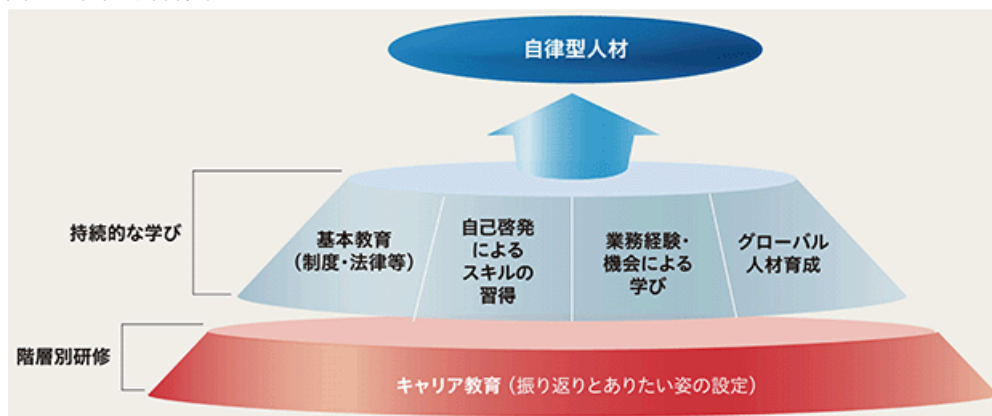 自律型人材
持続的な学び
基本教育
(制度・法律等)
自己啓発
による
スキルの
習得
業務経験・
機会による
学び
グローバル
人材育成
階層別研修
キャリア教育(振り返りとありたい姿の設定)